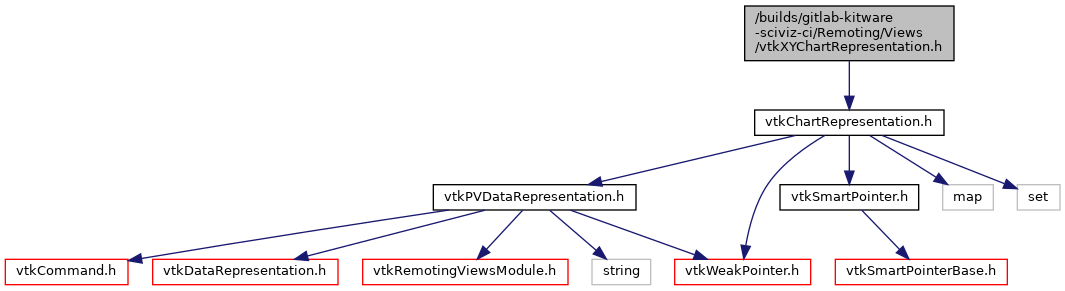 /builds/gitlab-kitware
-sciviz-ci/Remoting/Views
/vtkXYChartRepresentation.h
vtkChartRepresentation.h
vtkPVDataRepresentation.h
vtkSmartPointer.h
map
set
vtkCommand.h
vtkDataRepresentation.h
vtkRemotingViewsModule.h
string
vtkWeakPointer.h
vtkSmartPointerBase.h